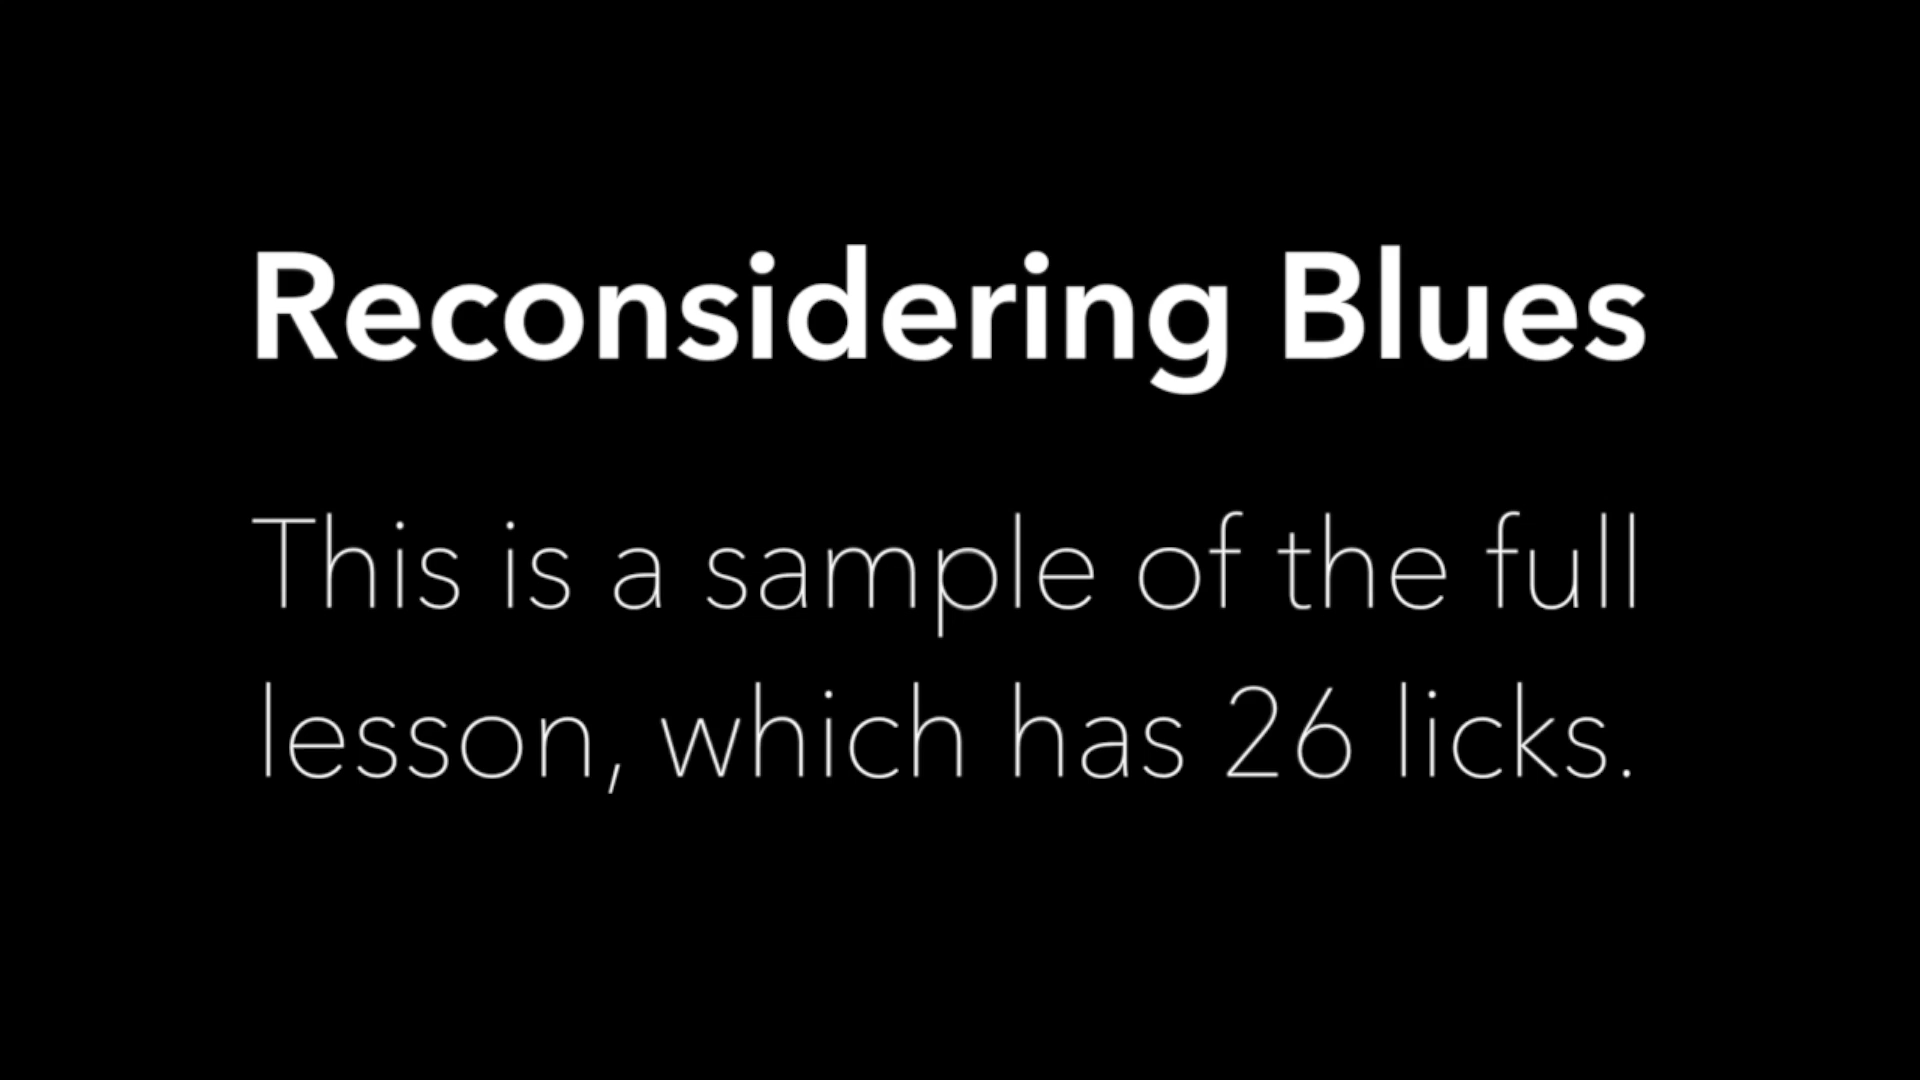 Reconsidering Blues
This is a sample of the full
lesson, which has 26 licks.